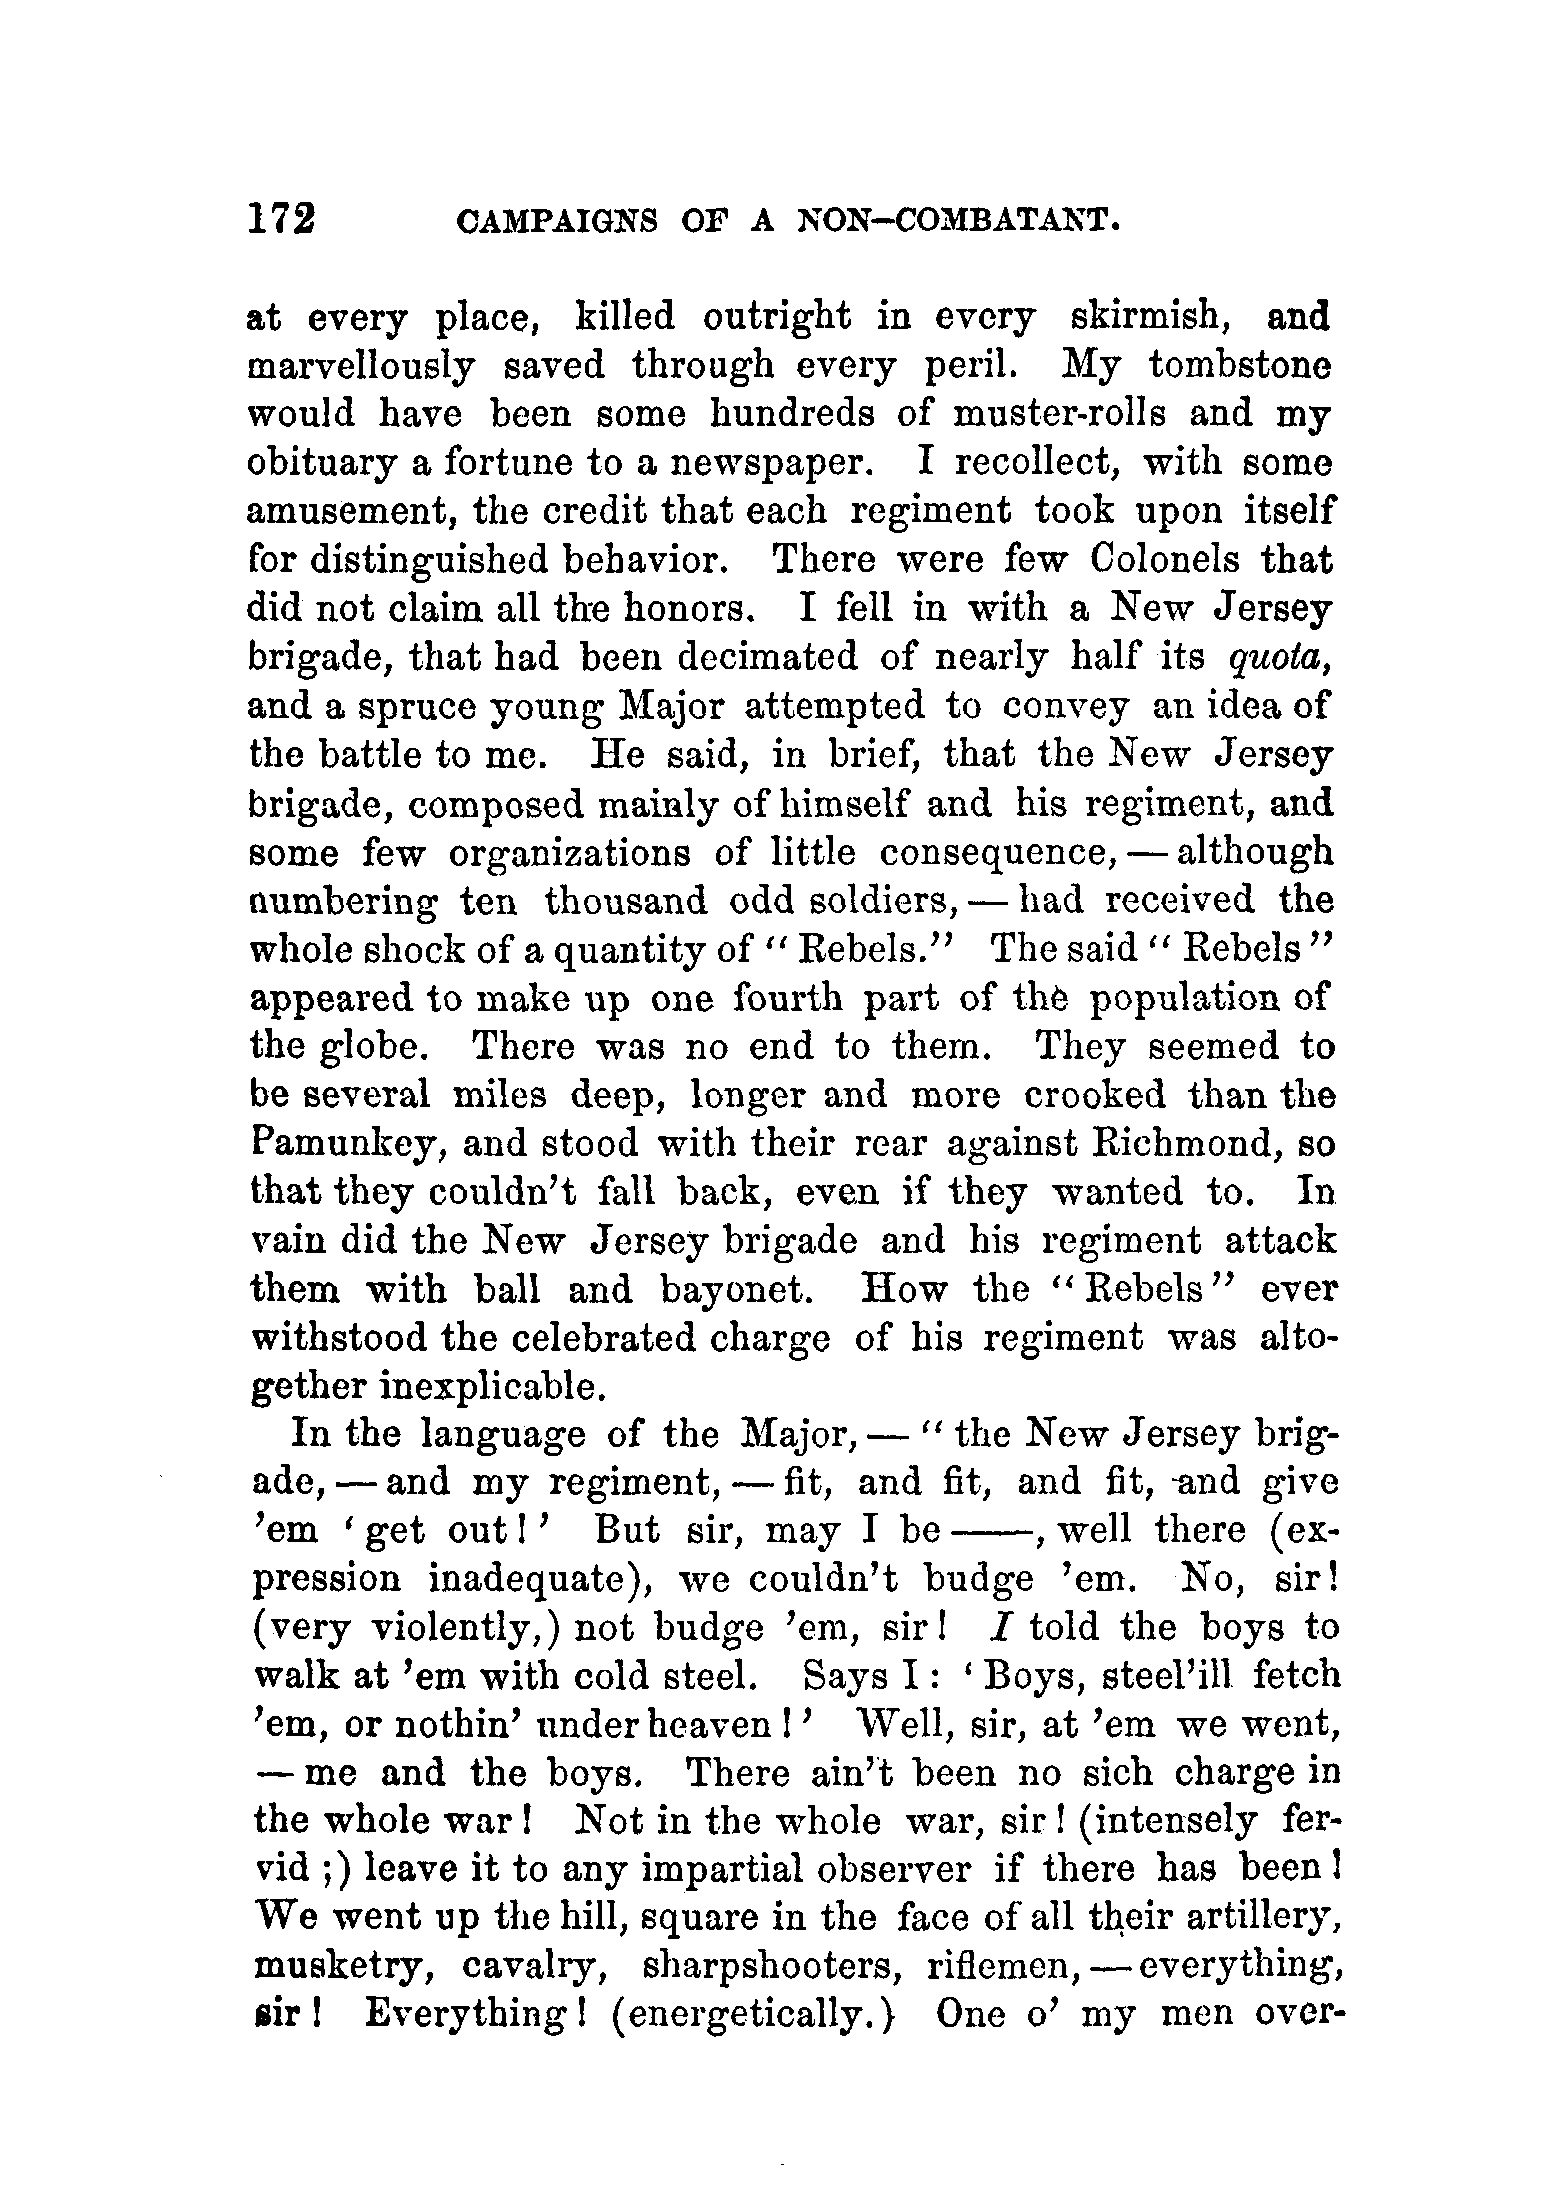 172 CAMPAIGNS OF A NON-COMBATANT.
at every place, killed outright in every skirmish, and
marvellously saved through every peril. My tombstone
would have been some hundreds of muster-rolls and my
obituary a fortune to a newspaper. I recollect, with some
amusement, the credit that each regiment took upon itself
for distinguished behavior. There were few Colonels that
did not claim all the honors. I fell in with a New Jersey
brigade, that had been decimated of nearly half its quota,
and a spruce young Major attempted to convey an idea of
the battle to me. He said, in brief, that the New Jersey
brigade, composed mainly of himself and his regiment, and
some few organizations of little consequence, — although
numbering ten thousand odd soldiers, — had received the
whole shock of a quantity of “ Rebels.” The said “ Rebels ”
appeared to make up one fourth part of the population of
the globe. There was no end to them. They seemed to
be several miles deep, longer and more crooked than the
Pamunkey, and stood with their rear against Richmond, so
that they couldn’t fall back, even if they wanted to. In
vain did the New Jersey brigade and his regiment attack
them with ball and bayonet. How the “ Rebels ” ever
withstood the celebrated charge of his regiment was alto-
gether inexplicable.
In the language of the Major, — “ the New Jersey brig-
ade, — and my regiment, — fit, and fit, and fit, and give
’em ‘ get out ! ’ But sir, may I be ——, well there (ex-
pression inadequate), we couldn’t budge ’em. No, sir!
(very violently,) not budge ’em, sir! I told the boys to
walk at ’em with cold steel. Says I : ‘ Boys, steel’ill fetch
’em, or nothin’ under heaven ! ’ Well, sir, at ’em we went,
— me and the boys. There ain’t been no sich charge in
the whole war ! Not in the whole war, sir ! (intensely fer-
vid ;) leave it to any impartial observer if there has been !
We went up the hill, square in the face of all their artillery,
musketry, cavalry, sharpshooters, riflemen, — everything,
sir ! Everything ! (energetically.) One o’ my men over-